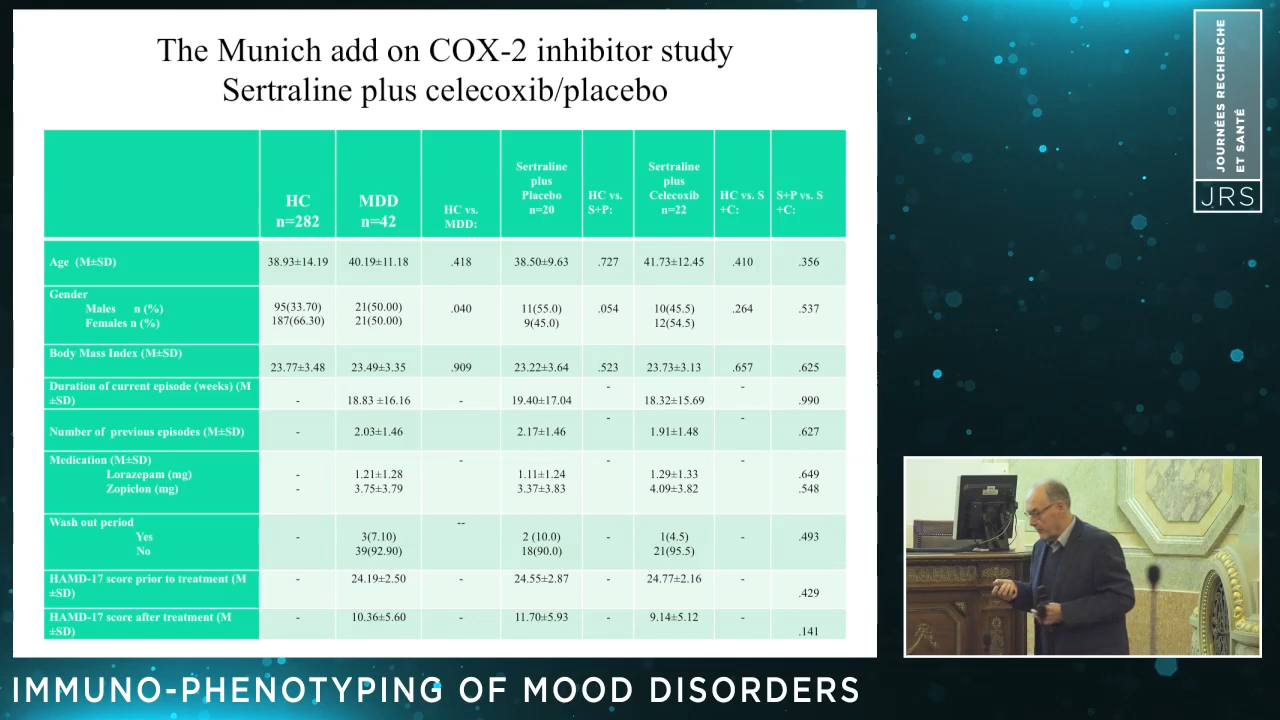 The Munich add on COX-2 inhibitor study
Sertraline plus celecoxib/placebo
HC
n=282
MDD
n=42
HC vs.
MDD:
Sertraline
plus
Placebo
n=20
HC vs.
S+P:
Sertraline
plus
Celecoxib
n=22
HC vs. S
+C:
S+P vs. S
+C:
Age (M±SD) 38.93±14.19 40.19±11.18 .418 38.50±9.63 .727 41.73±12.45 .410 .356
Gender
Males n (%) 95(33.70) 21(50.00) .040 11(55.0) .054 10(45.5) .264 .537
Females n (%) 187(66.30) 21(50.00) 9(45.0) 12(54.5)
Body Mass Index (M±SD)
23.77±3.48 23.49±3.35 .909 23.22±3.64 .523 23.73±3.13 .657 .625
Duration of current episode (weeks) (M - -
±SD) - 18.83 ±16.16 - 19.40±17.04 18.32±15.69 .990
- -
Number of previous episodes (M±SD) - 2.03±1.46 2.17±1.46 1.91±1.48 .627
Medication (M±SD) - - -
Lorazepam (mg) - 1.21±1.28 1.11±1.24 1.29±1.33 .649
Zopiclon (mg) - 3.75±3.79 3.37±3.83 4.09±3.82 .548
Wash out period --
Yes - 3(7.10) 2 (10.0) - 1(4.5) - .493
No 39(92.90) 18(90.0) 21(95.5)
HAMD-17 score prior to treatment (M - 24.19±2.50 - 24.55±2.87 - 24.77±2.16 -
±SD) .429
HAMD-17 score after treatment (M - 10.36±5.60 - 11.70±5.93 - 9.14±5.12 -
±SD) .141
JOURNÉES RECHERCHE
ET SANTÉ
JRS
IMMUNO-PHENOTYPING OF MOOD DISORDERS